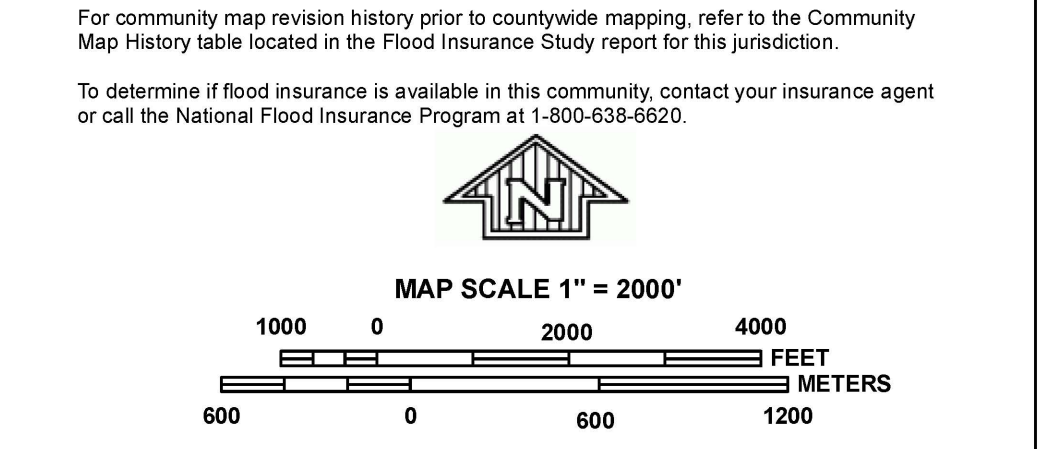 For community map revision history prior to countywide mapping, refer to the Community
Map History table located in the Flood Insurance Study report for this jurisdiction.
To determine if flood insurance is available in this community, contact your insurance agent
or call the National Flood Insurance Program at 1-800-638-6620.
N
MAP SCALE 1" = 2000'
1000 0 2000 4000
FEET
METERS
600 0 600 1200